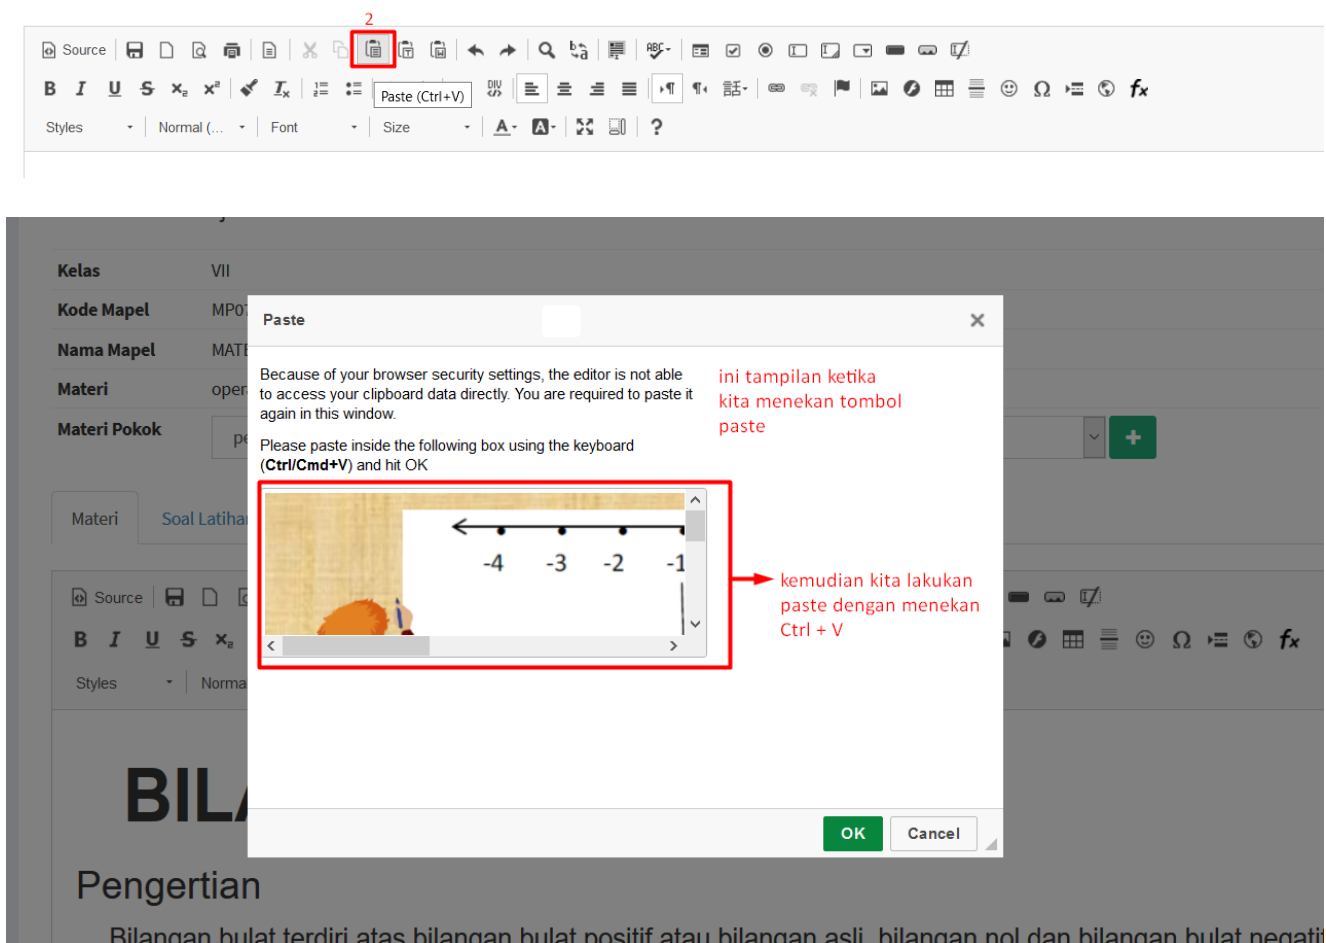 2
Source
Paste (Ctrl+V)
Styles Normal (... Font Size
Kelas VII
Kode Mapel MP07
Nama Mapel MATE
Materi oper
Materi Pokok pe
Paste
Because of your browser security settings, the editor is not able
to access your clipboard data directly. You are required to paste it
again in this window.
Please paste inside the following box using the keyboard
(Ctrl/Cmd+V) and hit OK
ini tampilan ketika
kita menekan tombol
paste
-4 -3 -2 -1
kemudian kita lakukan
paste dengan menekan
Ctrl + V
OK Cancel
Materi Soal Latihan
Source
Styles Norma
BILA
Pengertian
Bilangan bulat terdiri atas bilangan bulat positif atau bilangan asli, bilangan nol dan bilangan bulat negatif